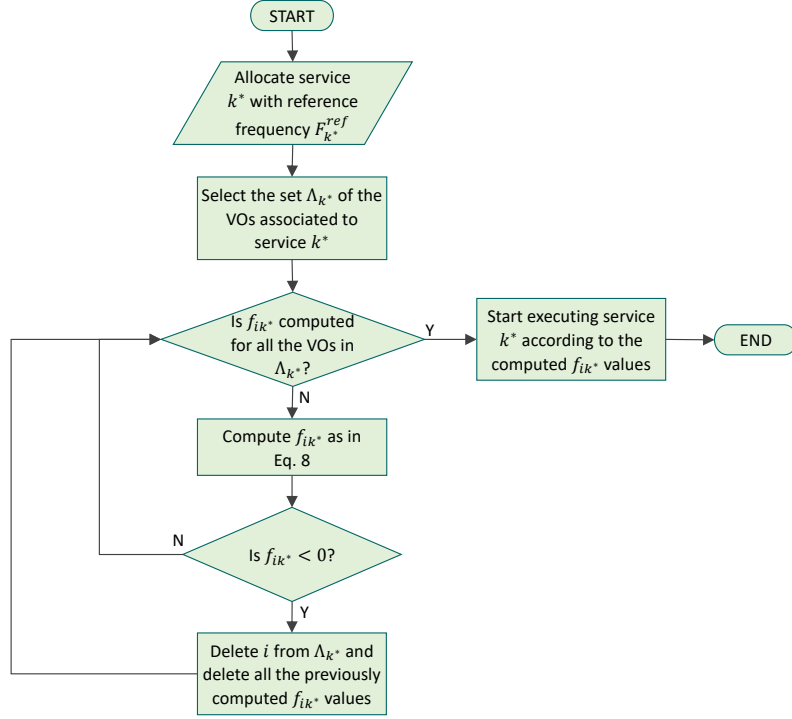 START
Allocate service
k* with reference
frequency F_{k*}^{ref}
Select the set Λ_{k*} of the
VOs associated to
service k*
Is f_{ik*} computed
for all the VOs in
Λ_{k*}?
Y
Start executing service
k* according to the
computed f_{ik*} values
END
N
Compute f_{ik*} as in
Eq. 8
N
Is f_{ik*} < 0?
Y
Delete i from Λ_{k*} and
delete all the previously
computed f_{ik*} values